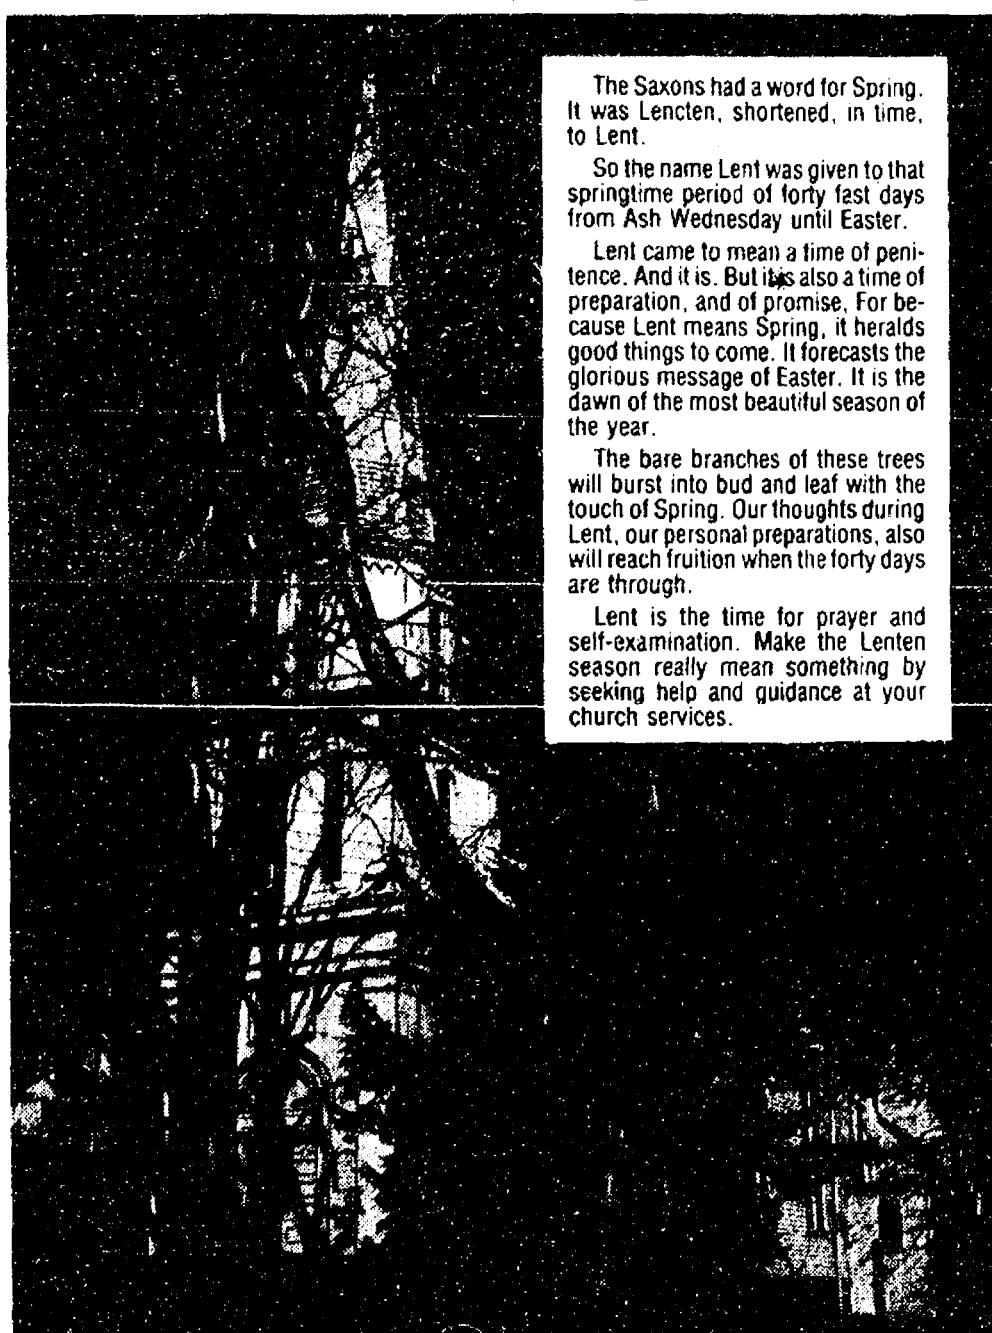 The Saxons had a word for Spring.
It was Lencten, shortened, in time,
to Lent.
So the name Lent was given to that
springtime period of forty fast days
from Ash Wednesday until Easter.
Lent came to mean a time of peni-
tence. And it is. But it is also a time of
preparation, and of promise. For be-
cause Lent means Spring, it heralds
good things to come. It forecasts the
glorious message of Easter. It is the
dawn of the most beautiful season of
the year.
The bare branches of these trees
will burst into bud and leaf with the
touch of Spring. Our thoughts during
Lent, our personal preparations, also
will reach fruition when the forty days
are through.
Lent is the time for prayer and
self-examination. Make the Lenten
season really mean something by
seeking help and guidance at your
church services.